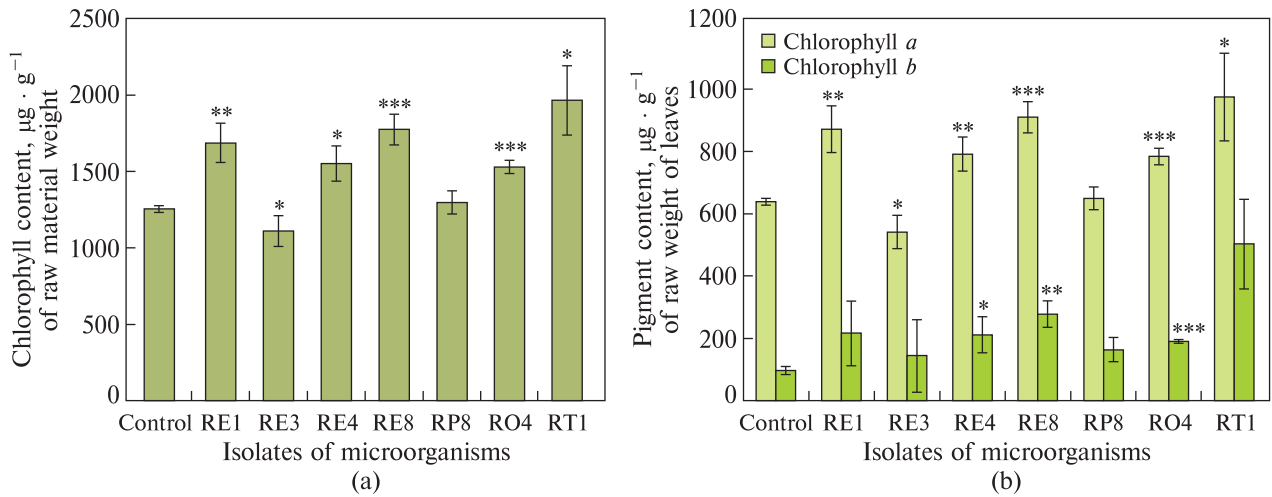 2500
2000
1500
1000
500
0
Chlorophyll content, μg · g⁻¹
of raw material weight
**
*
*
***
***
*
Control RE1 RE3 RE4 RE8 RP8 RO4 RT1
Isolates of microorganisms
(a)
1200
1000
800
600
400
200
0
Pigment content, μg · g⁻¹
of raw weight of leaves
Chlorophyll a
Chlorophyll b
**
*
**
*
***
**
***
***
*
Control RE1 RE3 RE4 RE8 RP8 RO4 RT1
Isolates of microorganisms
(b)